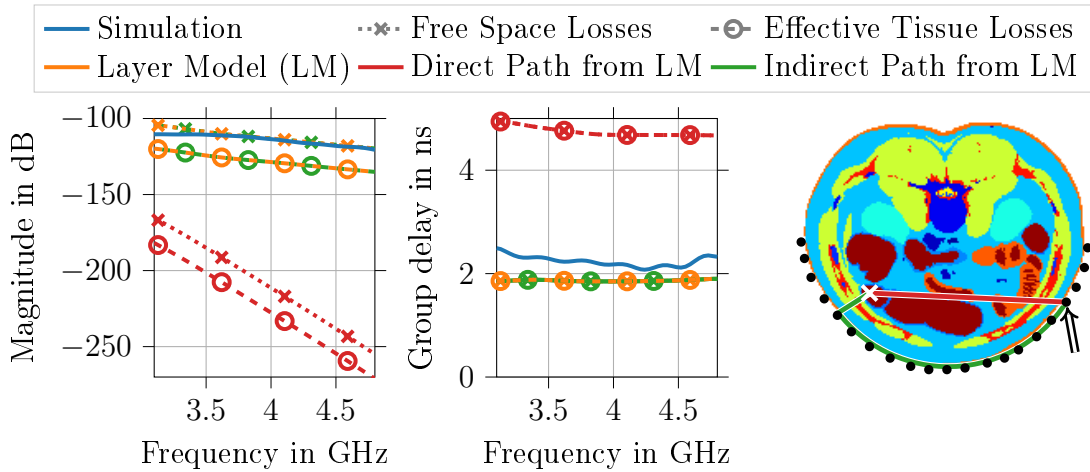 Simulation Free Space Losses Effective Tissue Losses
Layer Model (LM) Direct Path from LM Indirect Path from LM
Magnitude in dB
−100
−150
−200
−250
3.5 4 4.5
Frequency in GHz
Group delay in ns
4
2
0
3.5 4 4.5
Frequency in GHz